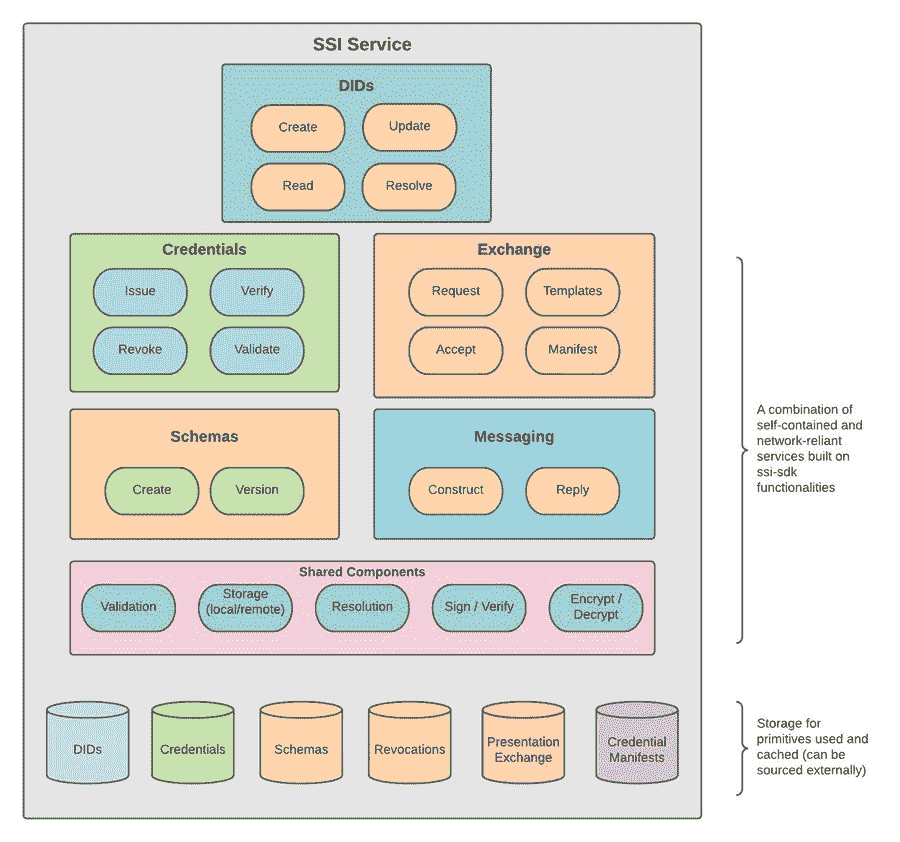 SSI Service
DIDs
Create
Update
Read
Resolve
Credentials
Issue
Verify
Revoke
Validate
Exchange
Request
Templates
Accept
Manifest
Schemas
Create
Version
Messaging
Construct
Reply
Shared Components
Validation
Storage
(local/remote)
Resolution
Sign / Verify
Encrypt /
Decrypt
A combination of
self-contained and
network-reliant
services built on
ssi-sdk
functionalities
DIDs
Credentials
Schemas
Revocations
Presentation
Exchange
Credential
Manifests
Storage for
primitives used and
cached (can be
sourced externally)